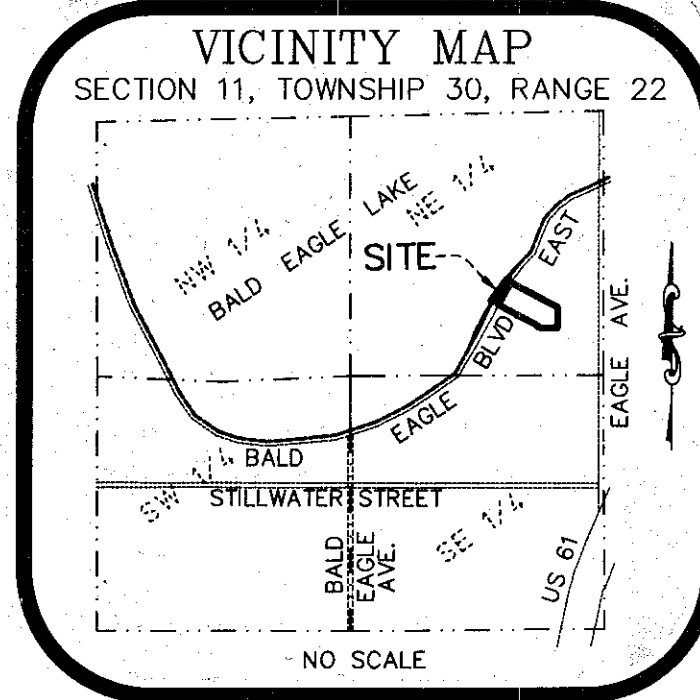 VICINITY MAP
SECTION 11, TOWNSHIP 30, RANGE 22
NW 1/4
BALD EAGLE LAKE
NE 1/4
SITE
EAST
BLVD
EAGLE
BALD
EAGLE AVE.
SW 1/4
STILLWATER STREET
SE 1/4
BALD
EAGLE
AVE.
US 61
NO SCALE